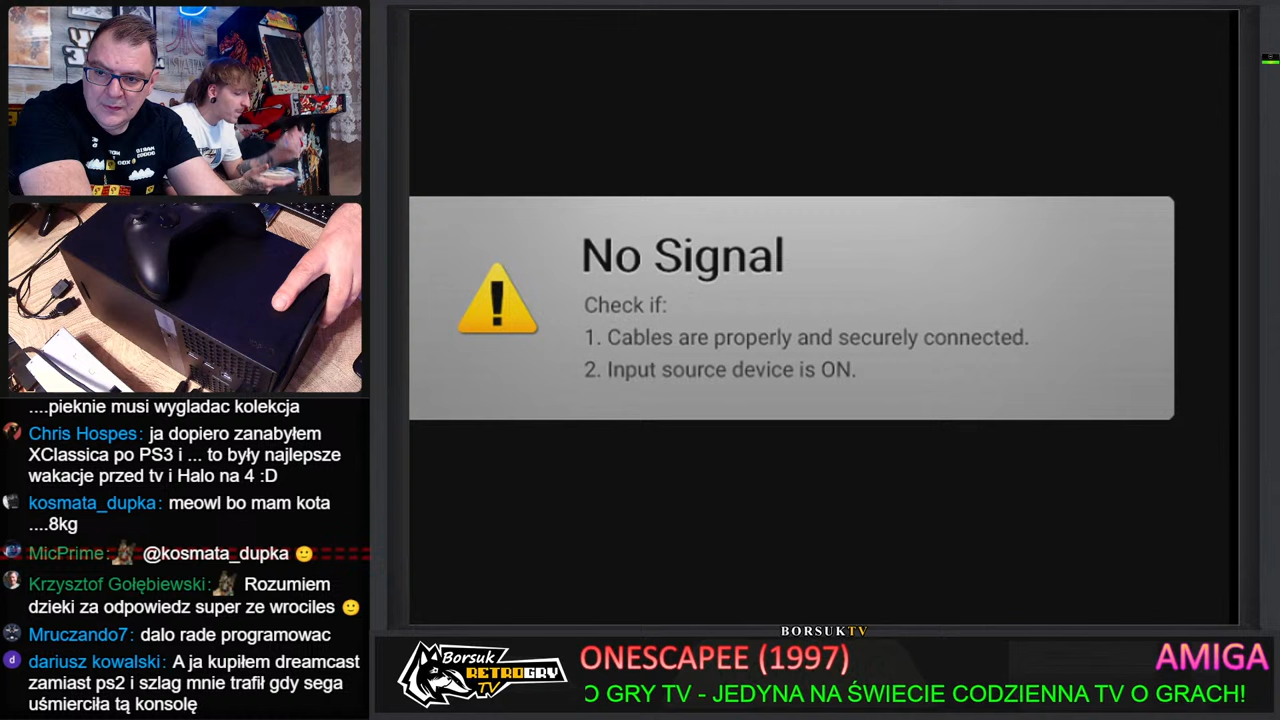 No Signal
Check if:
1. Cables are properly and securely connected.
2. Input source device is ON.
....pieknie musi wygladac kolekcja
Chris Hospes: ja dopiero zanabyłem
XClassica po PS3 i ... to były najlepsze
wakacje przed tv i Halo na 4 :D
kosmata_dupka: meowl bo mam kota
....8kg
MicPrime: @kosmata_dupka 🙂
Krzysztof Gołębiewski: Rozumiem
dzieki za odpowiedz super ze wrociles 🙂
Mruczando7: dalo rade programowac
d
dariusz kowalski: A ja kupiłem dreamcast
zamiast ps2 i szlag mnie trafił gdy sega
uśmierciła tą konsolę
BORSUKTV
Borsuk
RETROGRY
TV
ONESCAPEE (1997)
AMIGA
O GRY TV - JEDYNA NA ŚWIECIE CODZIENNA TV O GRACH!